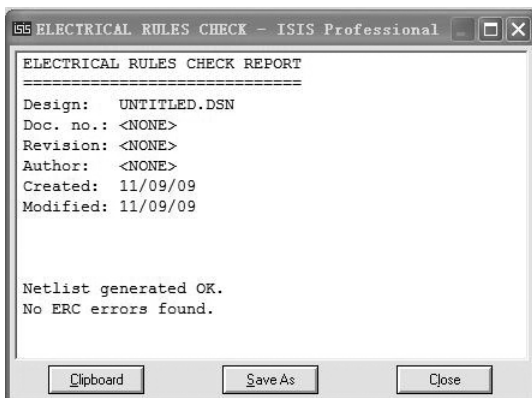 isis ELECTRICAL RULES CHECK - ISIS Professional
ELECTRICAL RULES CHECK REPORT
=============================
Design: UNTITLED.DSN
Doc. no.: <NONE>
Revision: <NONE>
Author: <NONE>
Created: 11/09/09
Modified: 11/09/09
Netlist generated OK.
No ERC errors found.
Clipboard Save As Close